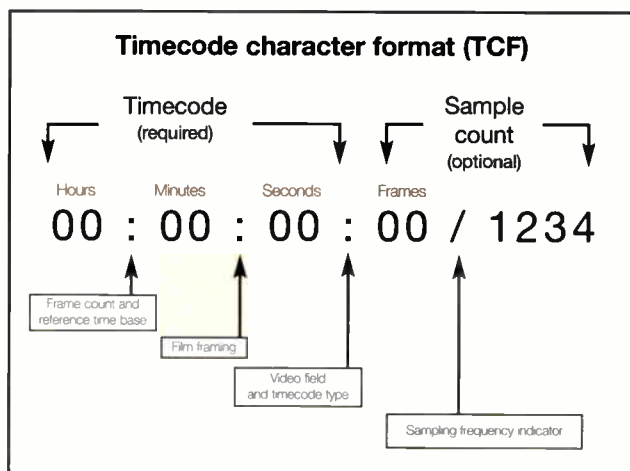 Timecode character format (TCF)
Timecode
(required)
Sample
count
(optional)
Hours Minutes Seconds Frames
00 : 00 : 00 : 00 / 1234
Frame count and
reference time base
Film framing
Video field
and timecode type
Sampling frequency indicator